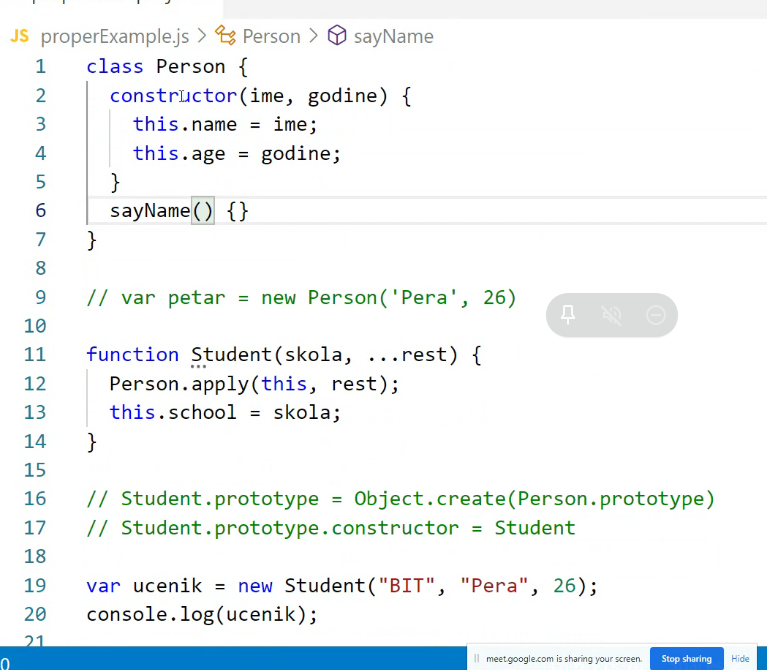 JS properExample.js > Person > sayName
1 class Person {
2 constructor(ime, godine) {
3 this.name = ime;
4 this.age = godine;
5 }
6 sayName() {}
7 }
8
9 // var petar = new Person('Pera', 26)
10
11 function Student(skola, ...rest) {
12 Person.apply(this, rest);
13 this.school = skola;
14 }
15
16 // Student.prototype = Object.create(Person.prototype)
17 // Student.prototype.constructor = Student
18
19 var ucenik = new Student("BIT", "Pera", 26);
20 console.log(ucenik);
21
0
meet.google.com is sharing your screen. Stop sharing Hide